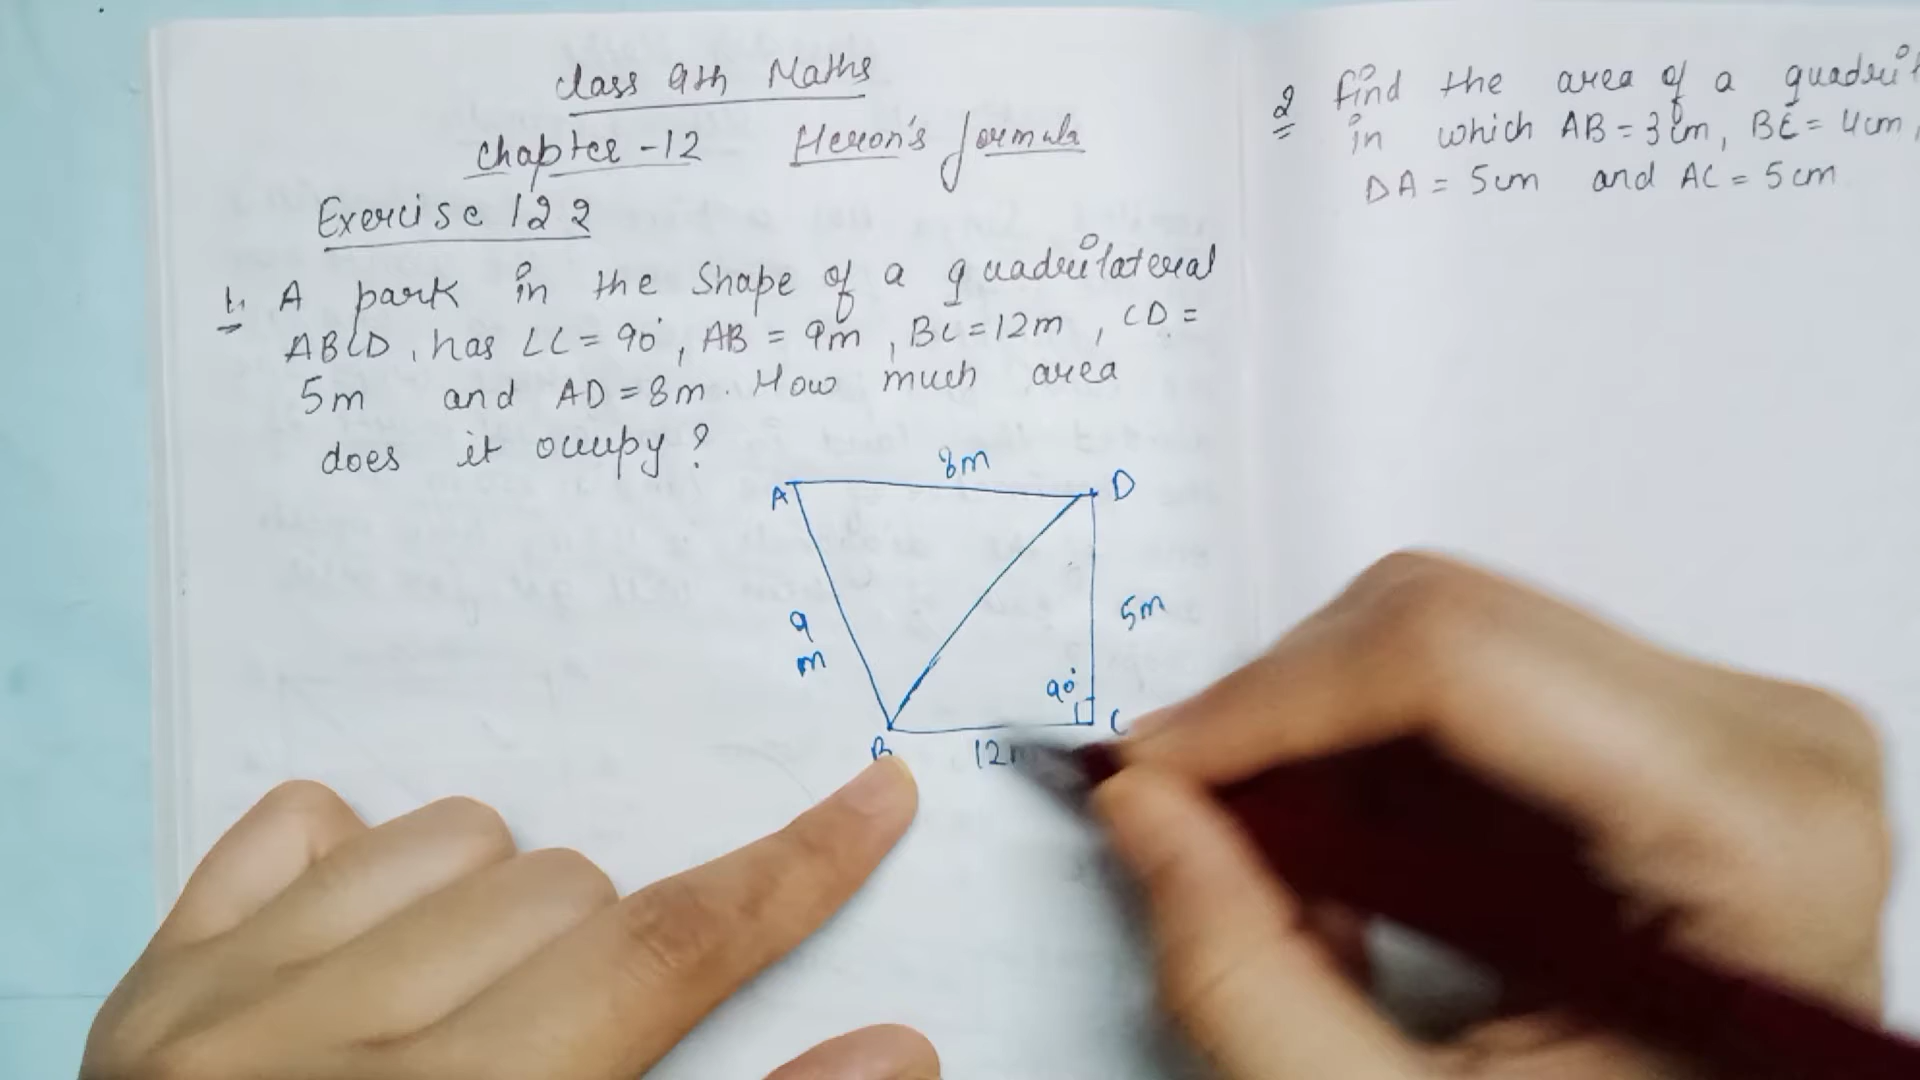 Class 9th Maths
Chapter-12 Heron's formula
Exercise 12 2
1. A park in the shape of a quadrilateral
ABCD, has ∠C = 90°, AB = 9m, BC = 12m, CD =
5m and AD = 8m. How much area
does it occupy?
8m
A D
9
m
5m
90°
C
B
12m
2 find the area of a
in which AB = 3cm, BC = 4cm,
DA = 5cm and AC = 5cm